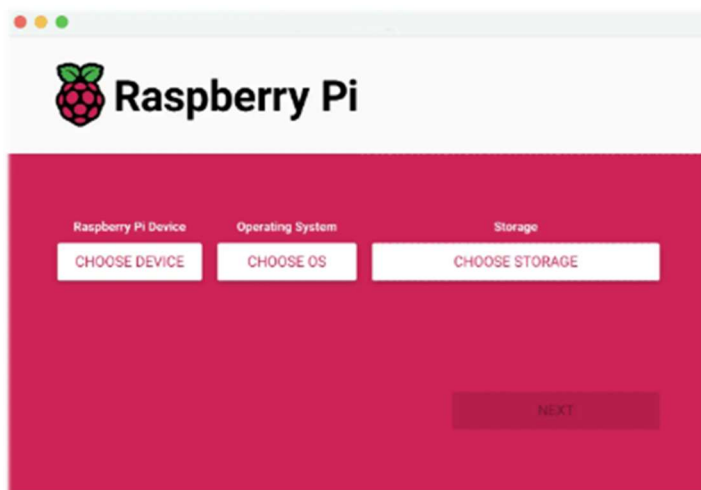 Raspberry Pi
Raspberry Pi Device Operating System Storage
CHOOSE DEVICE CHOOSE OS CHOOSE STORAGE
NEXT